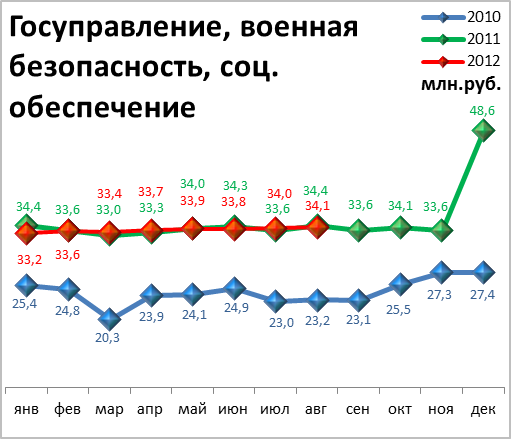 Госуправление, военная
безопасность, соц.
обеспечение
2010
2011
2012
млн.руб.
48,6
34,4 33,6 33,4 33,7 34,0 34,3 34,0 34,4 33,6 34,1 33,6
33,0 33,3 33,9 33,8 33,6 34,1
33,2 33,6
25,4 24,8 20,3 23,9 24,1 24,9 23,0 23,2 23,1 25,5 27,3 27,4
янв фев мар апр май июн июл авг сен окт ноя дек